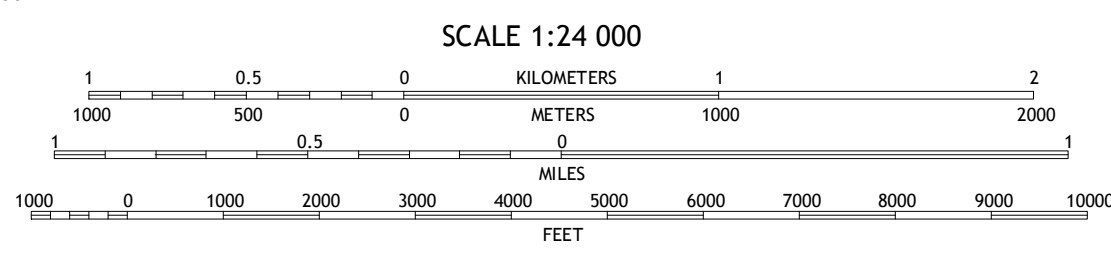 SCALE 1:24 000
1 0.5 0 KILOMETERS 1 2
1000 500 0 METERS 1000 2000
1 0.5 0 1
MILES
1000 0 1000 2000 3000 4000 5000 6000 7000 8000 9000 10000
FEET